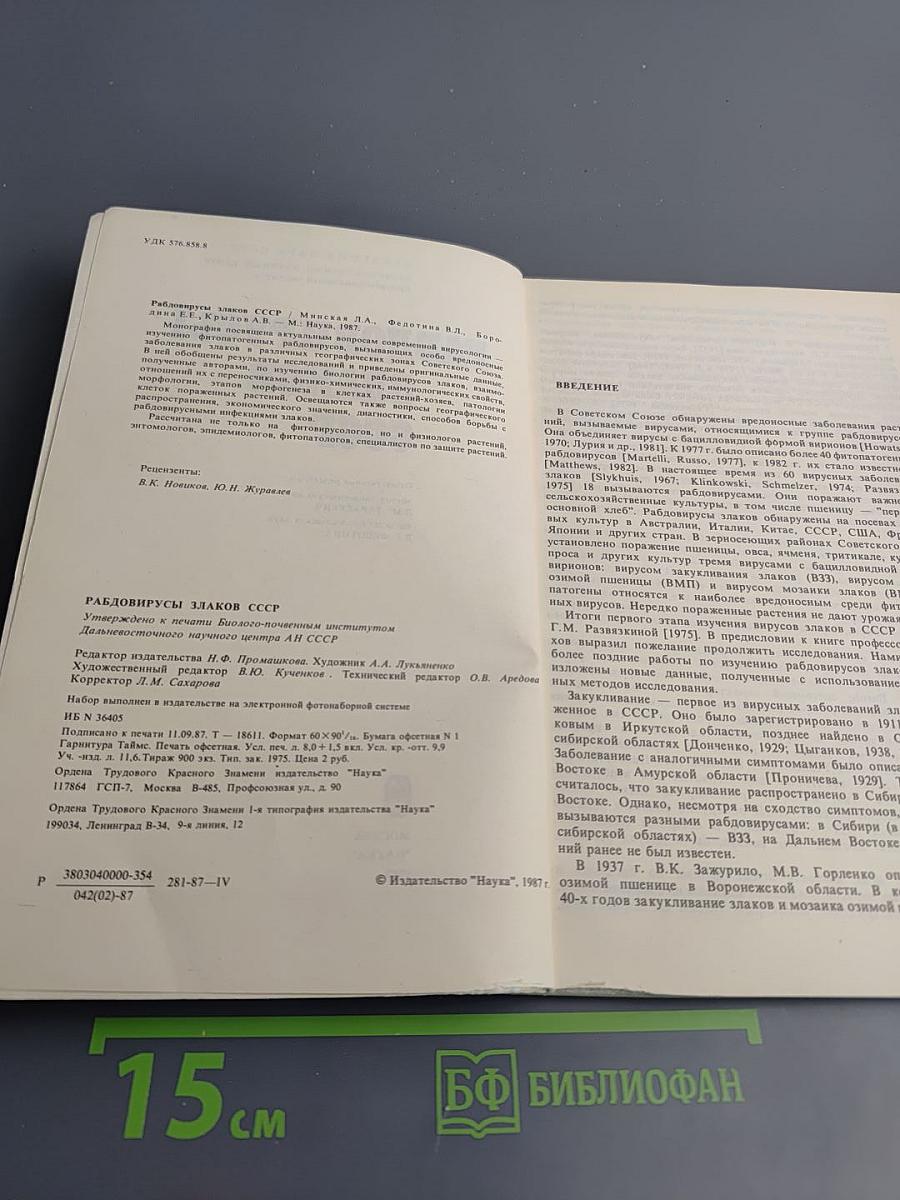 УДК 576.858.8
Рабдовирусы злаков СССР / Минская Л.А., Федотина В.Л., Боро-
дина Е.Е., Крылов А.В. — М.: Наука, 1987.
Монография посвящена актуальным вопросам современной вирусологии —
изучению фитопатогенных рабдовирусов, вызывающих особо вредоносные
заболевания злаков в различных географических зонах Советского Союза.
В ней обобщены результаты исследований и приведены оригинальные данные,
полученные авторами, по изучению биологии рабдовирусов злаков, взаимо-
отношений их с переносчиками, физико-химических, иммунологических свойств,
морфологии, этапов морфогенеза в клетках растений-хозяев, патологии
клеток пораженных растений. Освещаются также вопросы географического
распространения, экономического значения, диагностики, способов борьбы с
рабдовирусными инфекциями злаков.
Рассчитана не только на фитовирусологов, но и физиологов растений,
энтомологов, эпидемиологов, фитопатологов, специалистов по защите растений.
Рецензенты:
В.К. Новиков, Ю.Н. Журавлев
РАБДОВИРУСЫ ЗЛАКОВ СССР
Утверждено к печати Биолого-почвенным институтом
Дальневосточного научного центра АН СССР
Редактор издательства Н.Ф. Промашкова. Художник А.А. Лукьяненко
Художественный редактор В.Ю. Кученков. Технический редактор О.В. Аредова
Корректор Л.М. Сахарова
Набор выполнен в издательстве на электронной фотонаборной системе
ИБ N 36405
Подписано к печати 11.09.87. Т — 18611. Формат 60×90¹/₁₆. Бумага офсетная N 1
Гарнитура Таймс. Печать офсетная. Усл. печ. л. 8,0+1,5 вкл. Усл. кр. -отт. 9,9
Уч. -изд. л. 11,6. Тираж 900 экз. Тип. зак. 1975. Цена 2 руб.
Ордена Трудового Красного Знамени издательство "Наука"
117864 ГСП-7, Москва В-485, Профсоюзная ул., д. 90
Ордена Трудового Красного Знамени 1-я типография издательства "Наука"
199034, Ленинград В-34, 9-я линия, 12
Р 3803040000-354 281-87—IV
042(02)-87
© Издательство "Наука", 1987 г.
ВВЕДЕНИЕ
В Советском Союзе обнаружены вредоносные заболевания раст
ний, вызываемые вирусами, относящимися к группе рабдовирус
Она объединяет вирусы с бацилловидной формой вирионов [Howats
1970; Лурия и др., 1981]. К 1977 г. было описано более 40 фитопатоген
рабдовирусов [Martelli, Russo, 1977], к 1982 г. их стало известн
[Matthews, 1982]. В настоящее время из 60 вирусных заболев
злаков [Slykhuis, 1967; Klinkowski, Schmelzer, 1974; Развяз
1975] 18 вызываются рабдовирусами. Они поражают важне
сельскохозяйственные культуры, в том числе пшеницу — "пер
основной хлеб". Рабдовирусы злаков обнаружены на посевах
вых культур в Австралии, Италии, Китае, СССР, США, Фр
Японии и других стран. В зерносеющих районах Советского
установлено поражение пшеницы, овса, ячменя, тритикале, ку
проса и других культур тремя вирусами с бацилловидной
вирионов: вирусом закукливания злаков (ВЗЗ), вирусом
озимой пшеницы (ВМП) и вирусом мозаики злаков (В
патогены относятся к наиболее вредоносным среди фит
ных вирусов. Нередко пораженные растения не дают урожая
Итоги первого этапа изучения вирусов злаков в СССР
Г.М. Развязкиной [1975]. В предисловии к книге професс
хов выразил пожелание продолжить исследования. Нами
более поздние работы по изучению рабдовирусов злак
изложены новые данные, полученные с использование
ных методов исследования.
Закукливание — первое из вирусных заболеваний зл
женное в СССР. Оно было зарегистрировано в 1911
ковым в Иркутской области, позднее найдено в О
сибирской областях [Донченко, 1929; Цыганков, 1938,
Заболевание с аналогичными симптомами было описа
Востоке в Амурской области [Проничева, 1929]. Т
считалось, что закукливание распространено в Сибир
Востоке. Однако, несмотря на сходство симптомов,
вызываются разными рабдовирусами: в Сибири (в
сибирской областях) — ВЗЗ, на Дальнем Востоке
ний ранее не был известен.
В 1937 г. В.К. Зажурило, М.В. Горленко оп
озимой пшенице в Воронежской области. В к
40-х годов закукливание злаков и мозаика озимой
15 см
БФ БИБЛИОФАН